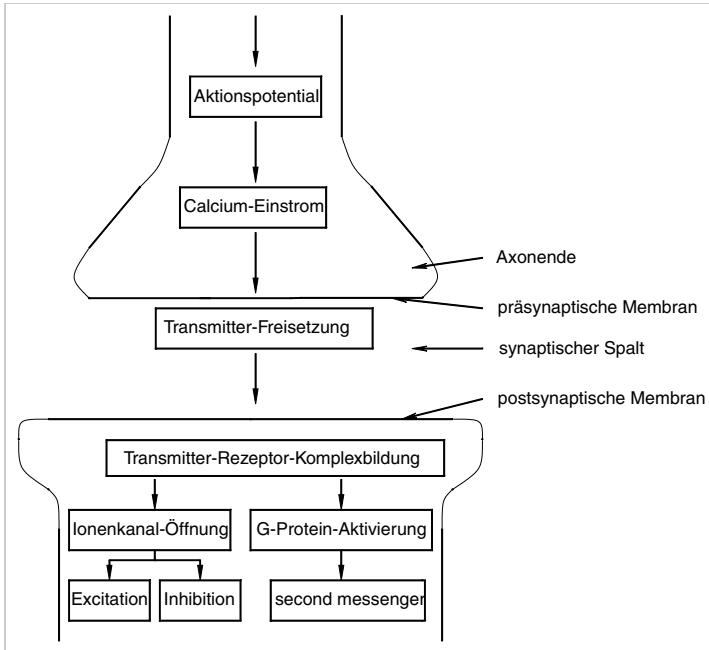 Aktionspotential
Calcium-Einstrom
Axonende
präsynaptische Membran
Transmitter-Freisetzung
synaptischer Spalt
postsynaptische Membran
Transmitter-Rezeptor-Komplexbildung
Ionenkanal-Öffnung
G-Protein-Aktivierung
Excitation
Inhibition
second messenger